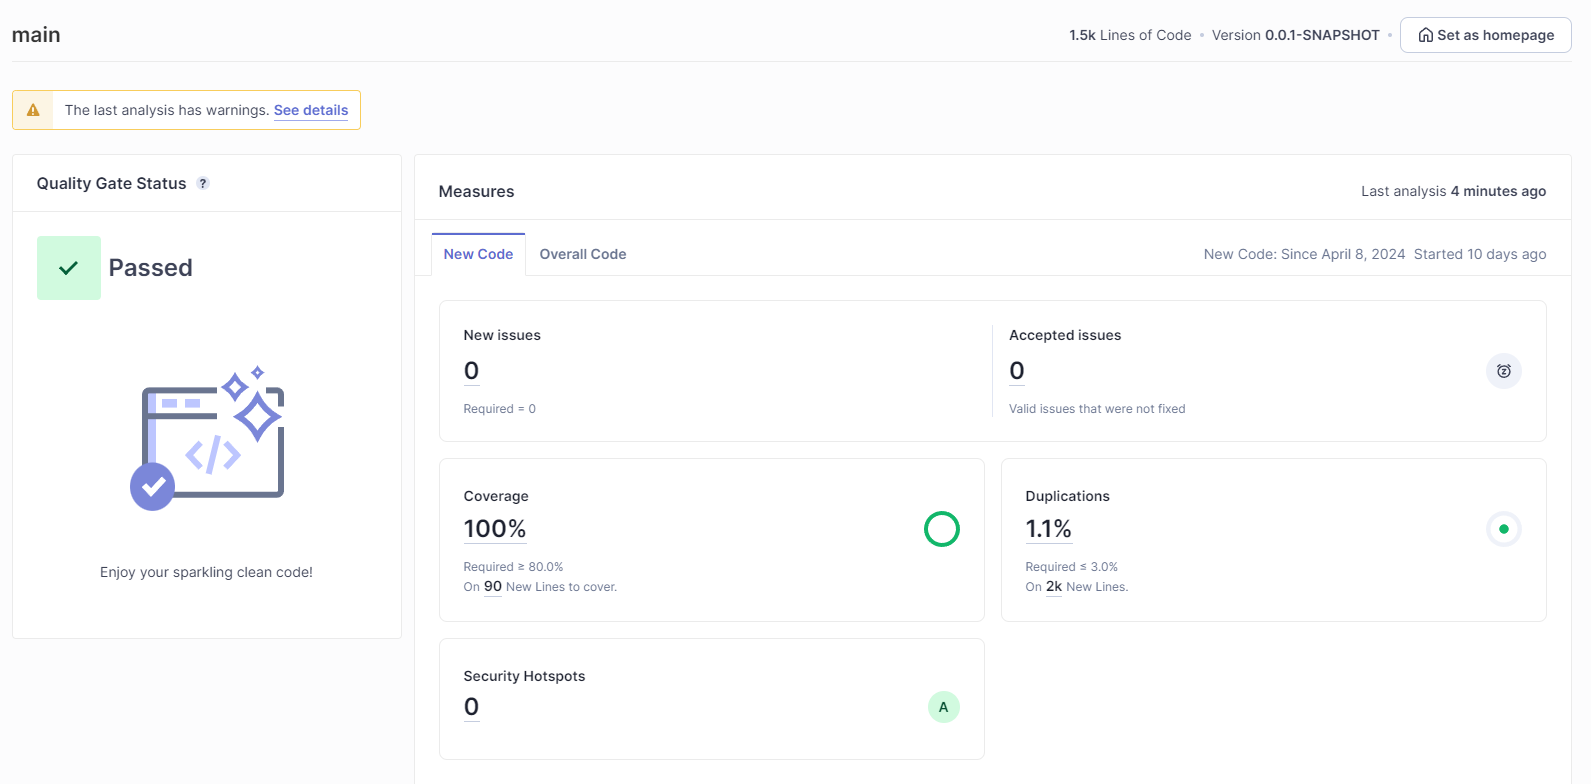 main
1.5k Lines of Code • Version 0.0.1-SNAPSHOT • Set as homepage
The last analysis has warnings. See details
Quality Gate Status ?
Passed
</>
Enjoy your sparkling clean code!
Measures
Last analysis 4 minutes ago
New Code
Overall Code
New Code: Since April 8, 2024 Started 10 days ago
New issues
0
Required = 0
Accepted issues
0
Valid issues that were not fixed
z
Coverage
100%
Required ≥ 80.0%
On 90 New Lines to cover.
Duplications
1.1%
Required ≤ 3.0%
On 2k New Lines.
Security Hotspots
0
A